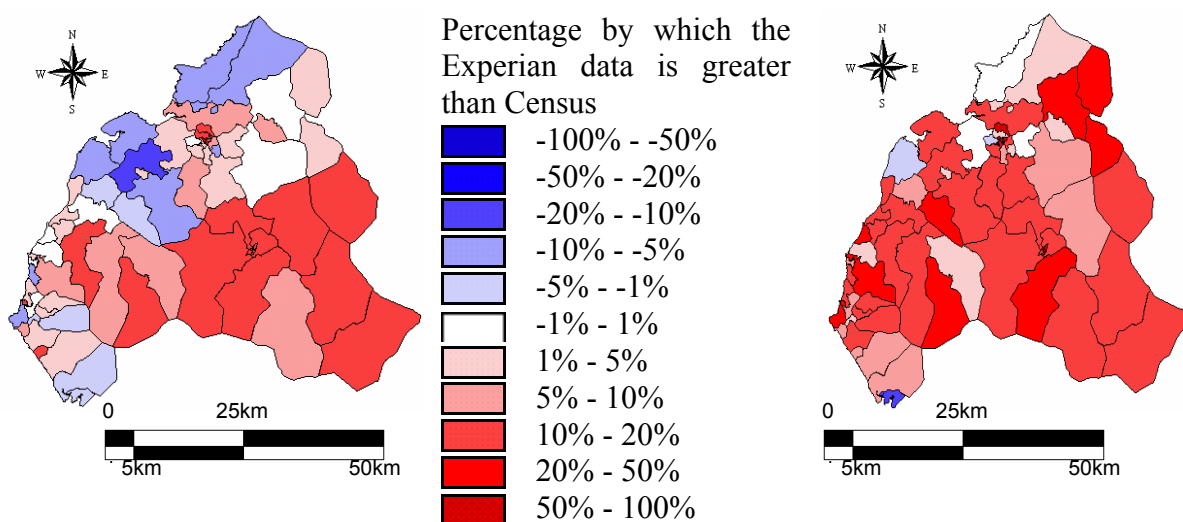 N
W E
S
0 25km
5km 50km
Percentage by which the
Experian data is greater
than Census
-100% - -50%
-50% - -20%
-20% - -10%
-10% - -5%
-5% - -1%
-1% - 1%
1% - 5%
5% - 10%
10% - 20%
20% - 50%
50% - 100%
N
W E
S
0 25km
5km 50km